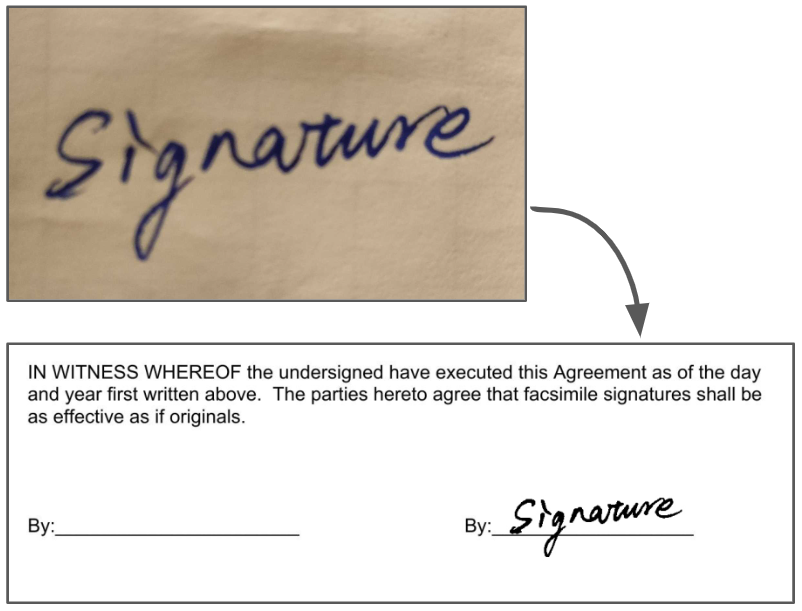 Signature
IN WITNESS WHEREOF the undersigned have executed this Agreement as of the day
and year first written above.  The parties hereto agree that facsimile signatures shall be
as effective as if originals.
By:
By: Signature